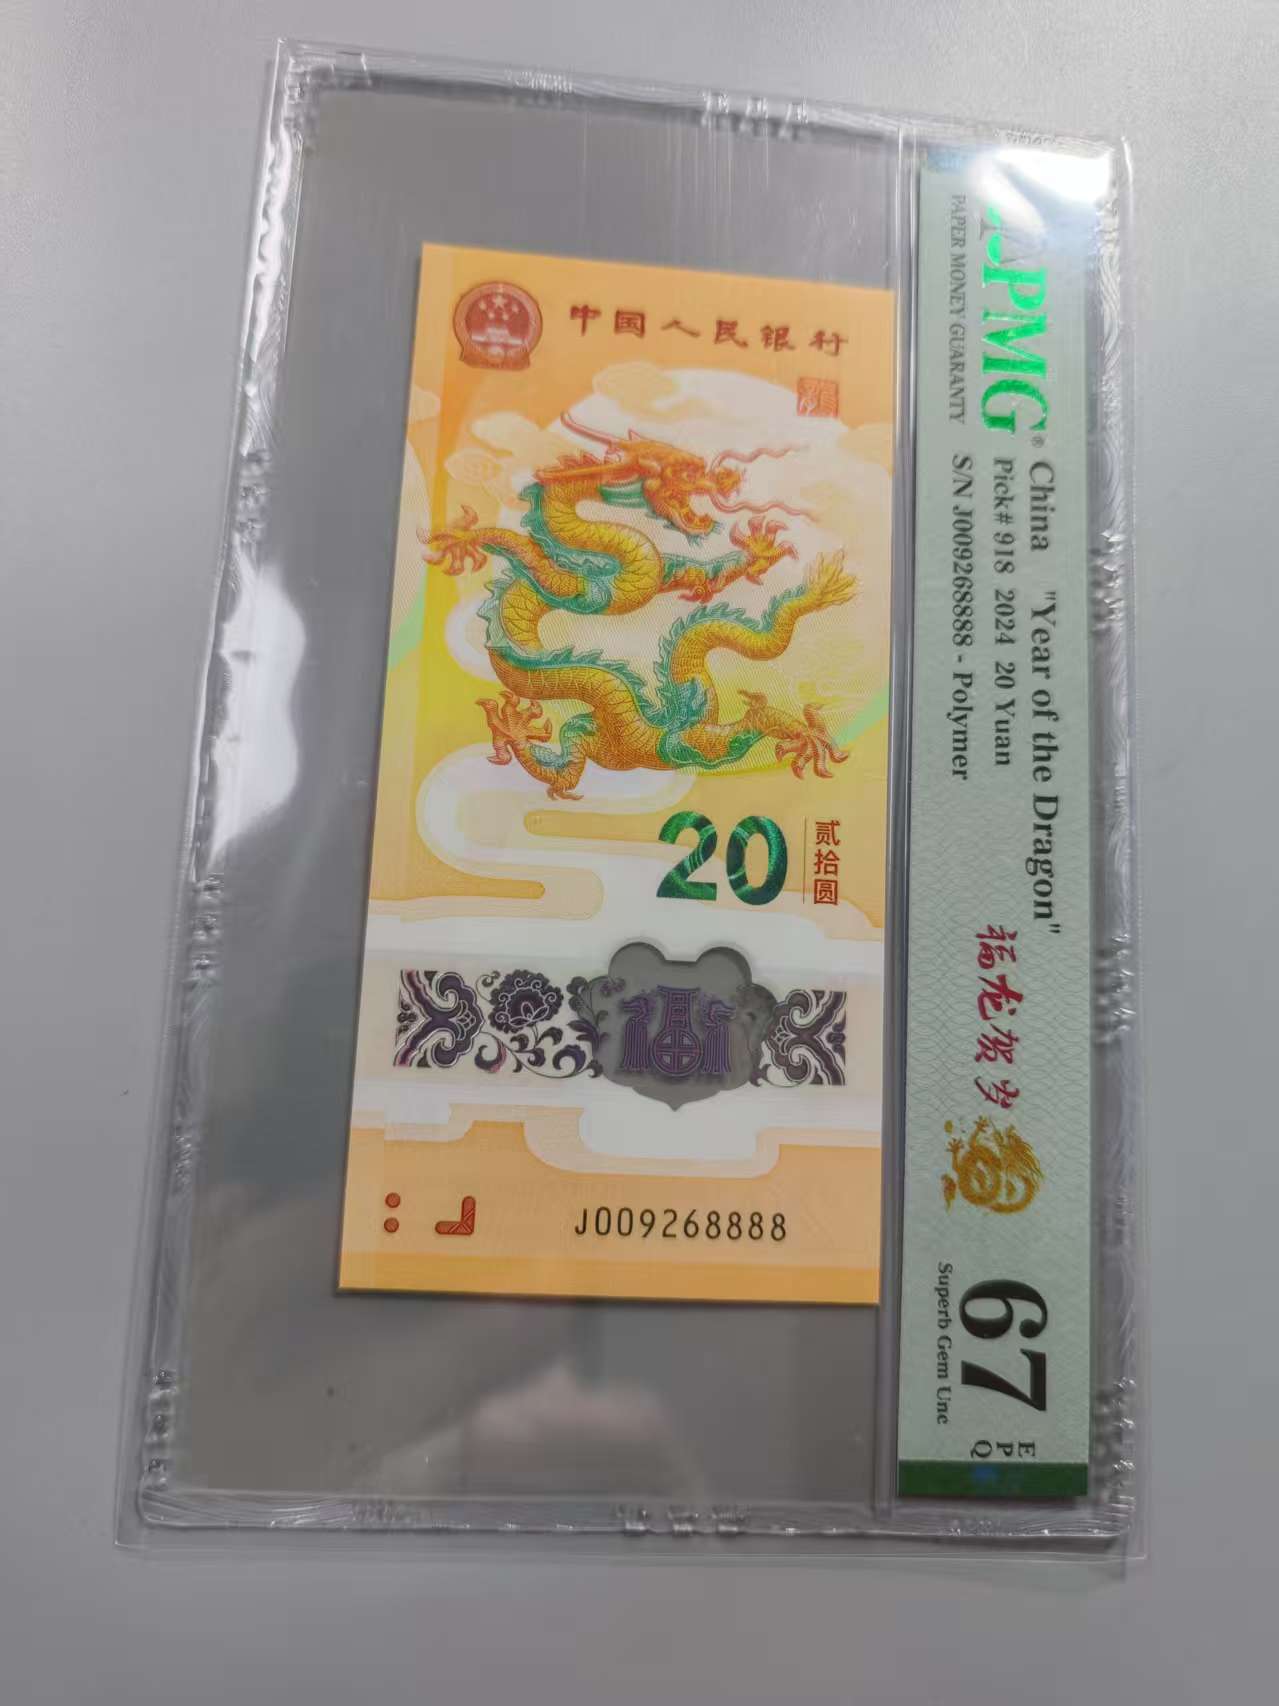 中国人民银行
龍
20
贰拾圆
J009268888
PMG®
PAPER MONEY GUARANTY
China "Year of the Dragon"
Pick# 918 2024 20 Yuan
S/N J009268888 - Polymer
福龙贺岁
67
EPQ
Superb Gem Unc